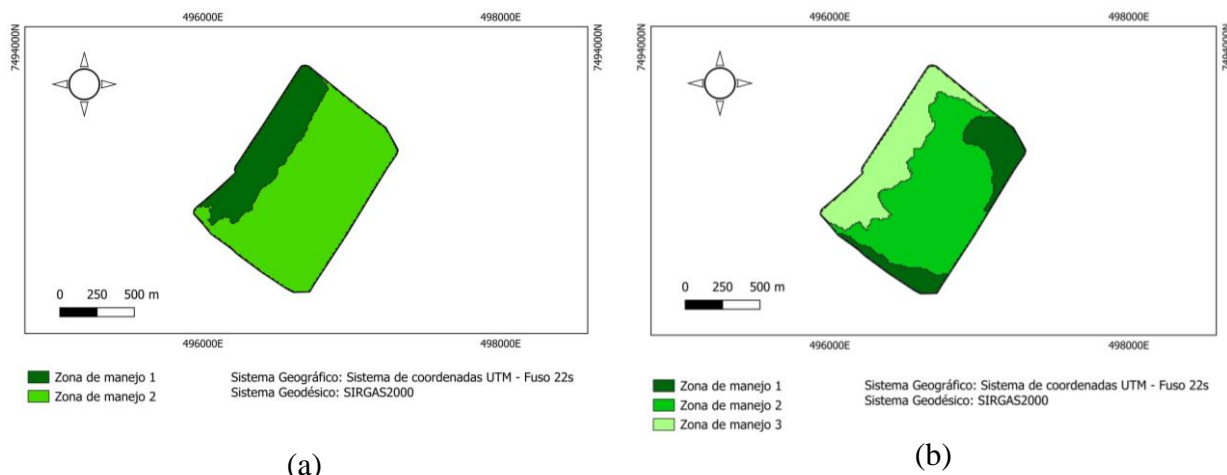 496000E 498000E
7494000N
7494000N
0 250 500 m
496000E 498000E
Zona de manejo 1
Zona de manejo 2
Sistema Geográfico: Sistema de coordenadas UTM - Fuso 22s
Sistema Geodésico: SIRGAS2000
(a)
496000E 498000E
7494000N
7494000N
0 250 500 m
496000E 498000E
Zona de manejo 1
Zona de manejo 2
Zona de manejo 3
Sistema Geográfico: Sistema de coordenadas UTM - Fuso 22s
Sistema Geodésico: SIRGAS2000
(b)